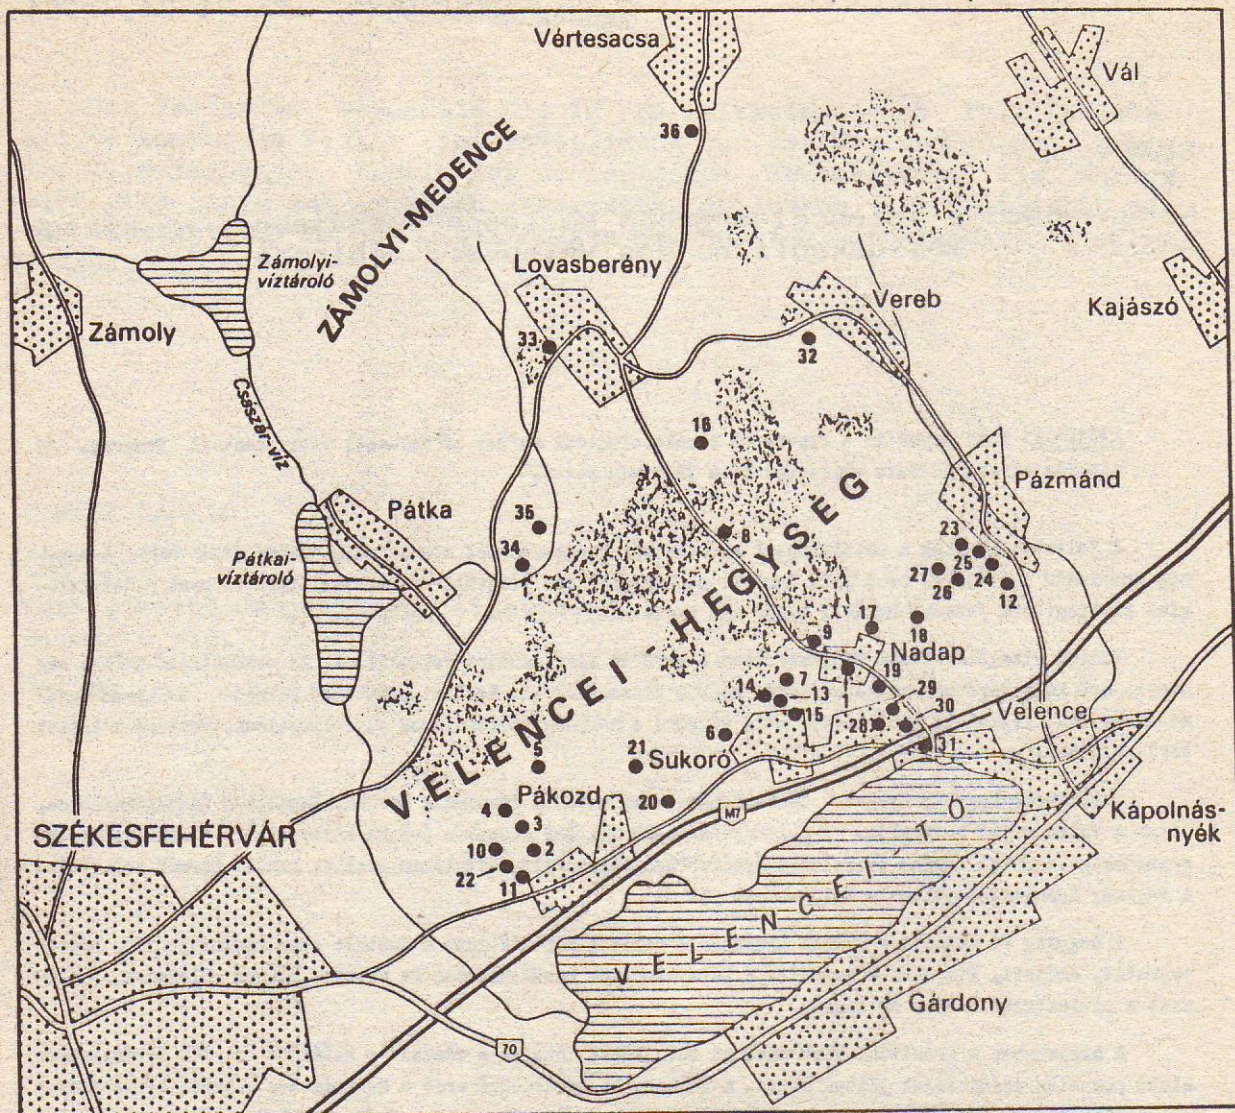 Vértesacsa
Vál
36
ZÁMOLYI-MEDENCE
Zámolyi-
víztároló
Lovasberény
Vereb
Kajászó
Zámoly
33
32
Császár-víz
16
Pázmánd
Pátka
35
8
23
Pátkai-
víztároló
34
25
24
27
26
12
VELENCEI-HEGYSÉG
17
18
9
Nadap
7
19
14
13
1
29
15
30
Velence
28
6
31
21
Sukoró
5
20
Pákozd
4
M7
Kápolnás-
nyék
3
SZÉKESFEHÉRVÁR
10
2
22
11
VELENCEI-TÓ
Gárdony
70